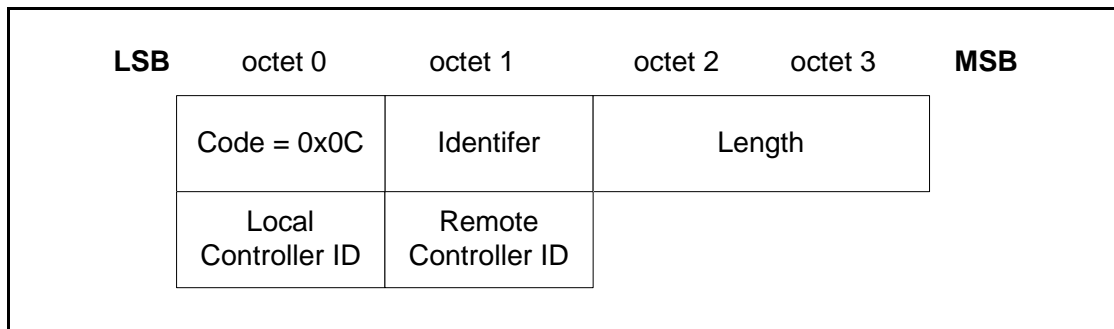 LSB octet 0 octet 1 octet 2 octet 3 MSB
Code = 0x0C Identifer Length
Local Remote
Controller ID Controller ID